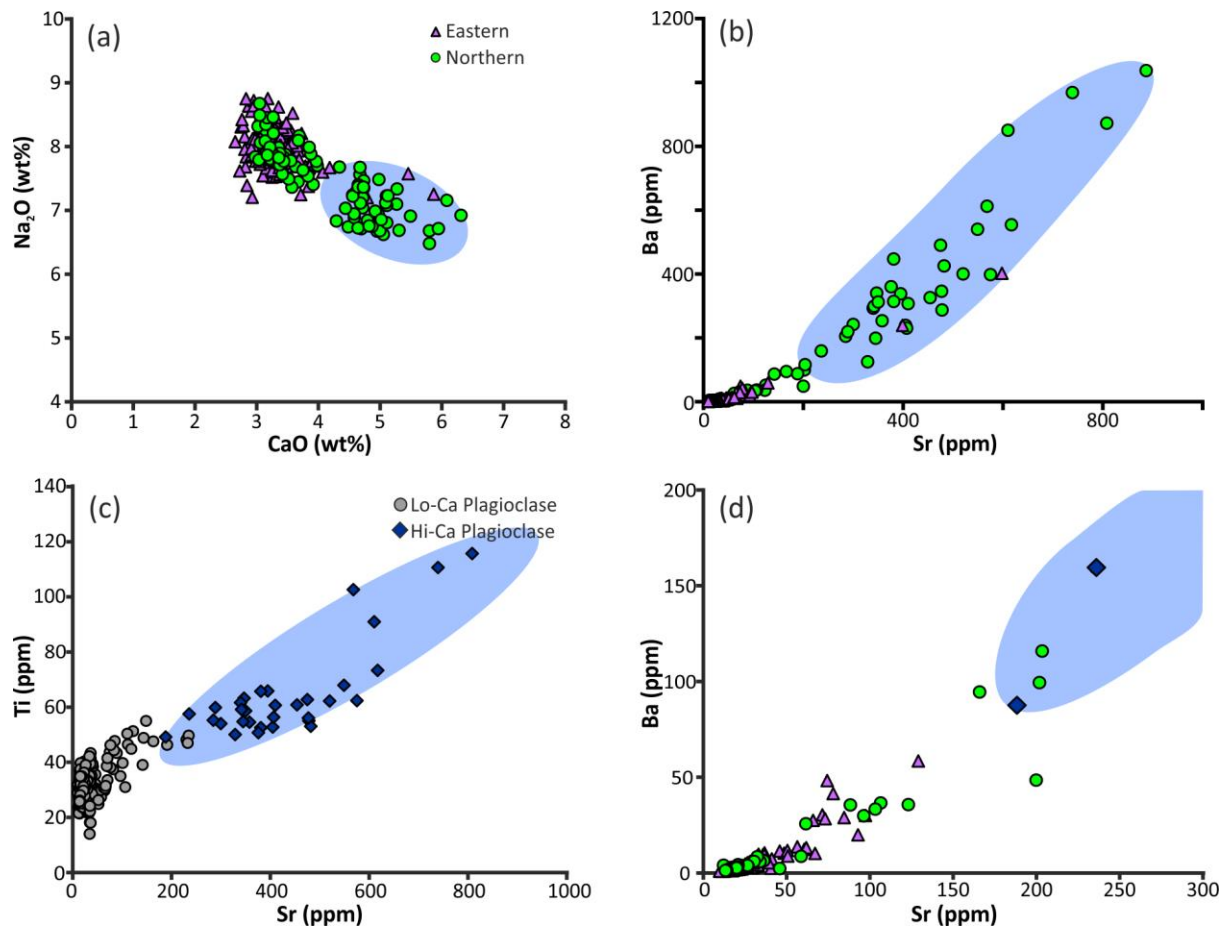 (a)
Eastern
Northern
10
9
8
7
6
5
4
Na₂O (wt%)
0 1 2 3 4 5 6 7 8
CaO (wt%)
(b)
1200
800
400
0
Ba (ppm)
0 400 800
Sr (ppm)
(c)
Lo-Ca Plagioclase
Hi-Ca Plagioclase
140
120
100
80
60
40
20
0
Ti (ppm)
0 200 400 600 800 1000
Sr (ppm)
(d)
200
150
100
50
0
Ba (ppm)
0 50 100 150 200 250 300
Sr (ppm)